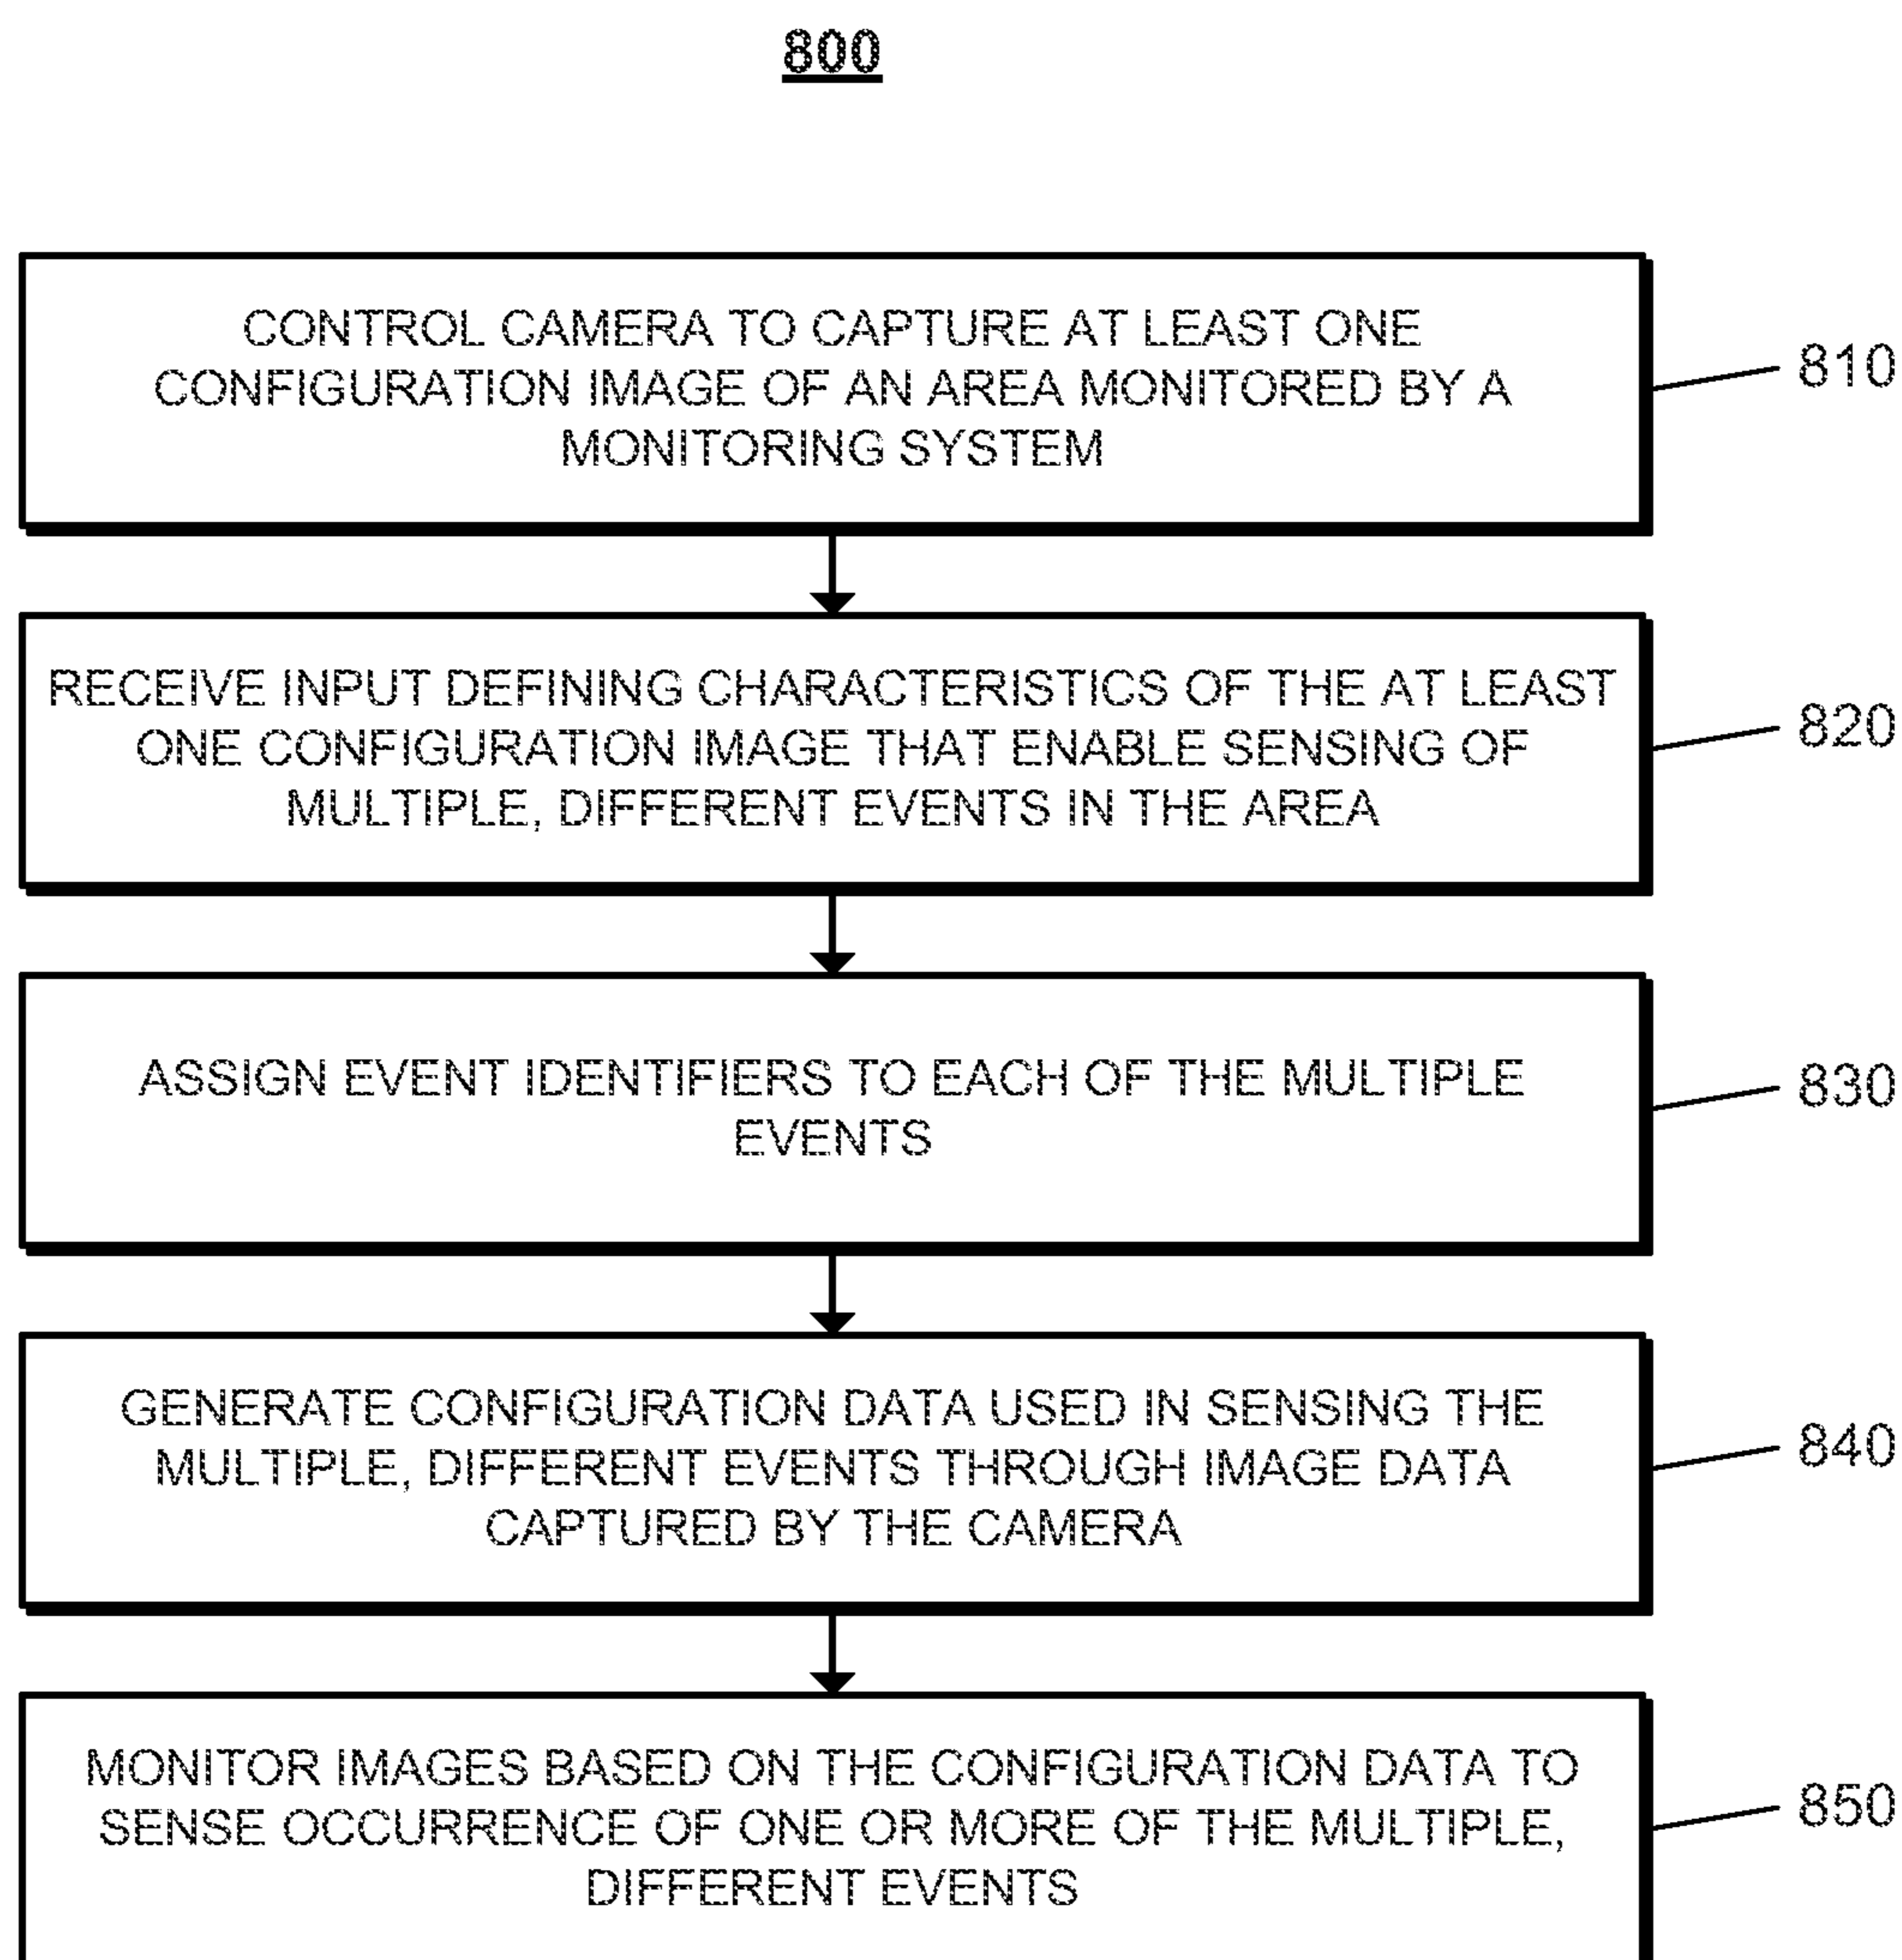 800
CONTROL CAMERA TO CAPTURE AT LEAST ONE
CONFIGURATION IMAGE OF AN AREA MONITORED BY A
MONITORING SYSTEM
810
RECEIVE INPUT DEFINING CHARACTERISTICS OF THE AT LEAST
ONE CONFIGURATION IMAGE THAT ENABLE SENSING OF
MULTIPLE, DIFFERENT EVENTS IN THE AREA
820
ASSIGN EVENT IDENTIFIERS TO EACH OF THE MULTIPLE
EVENTS
830
GENERATE CONFIGURATION DATA USED IN SENSING THE
MULTIPLE, DIFFERENT EVENTS THROUGH IMAGE DATA
CAPTURED BY THE CAMERA
840
MONITOR IMAGES BASED ON THE CONFIGURATION DATA TO
SENSE OCCURRENCE OF ONE OR MORE OF THE MULTIPLE,
DIFFERENT EVENTS
850